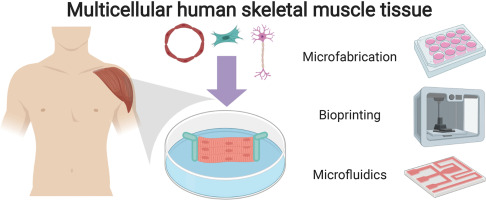 Multicellular human skeletal muscle tissue
Microfabrication
Bioprinting
Microfluidics